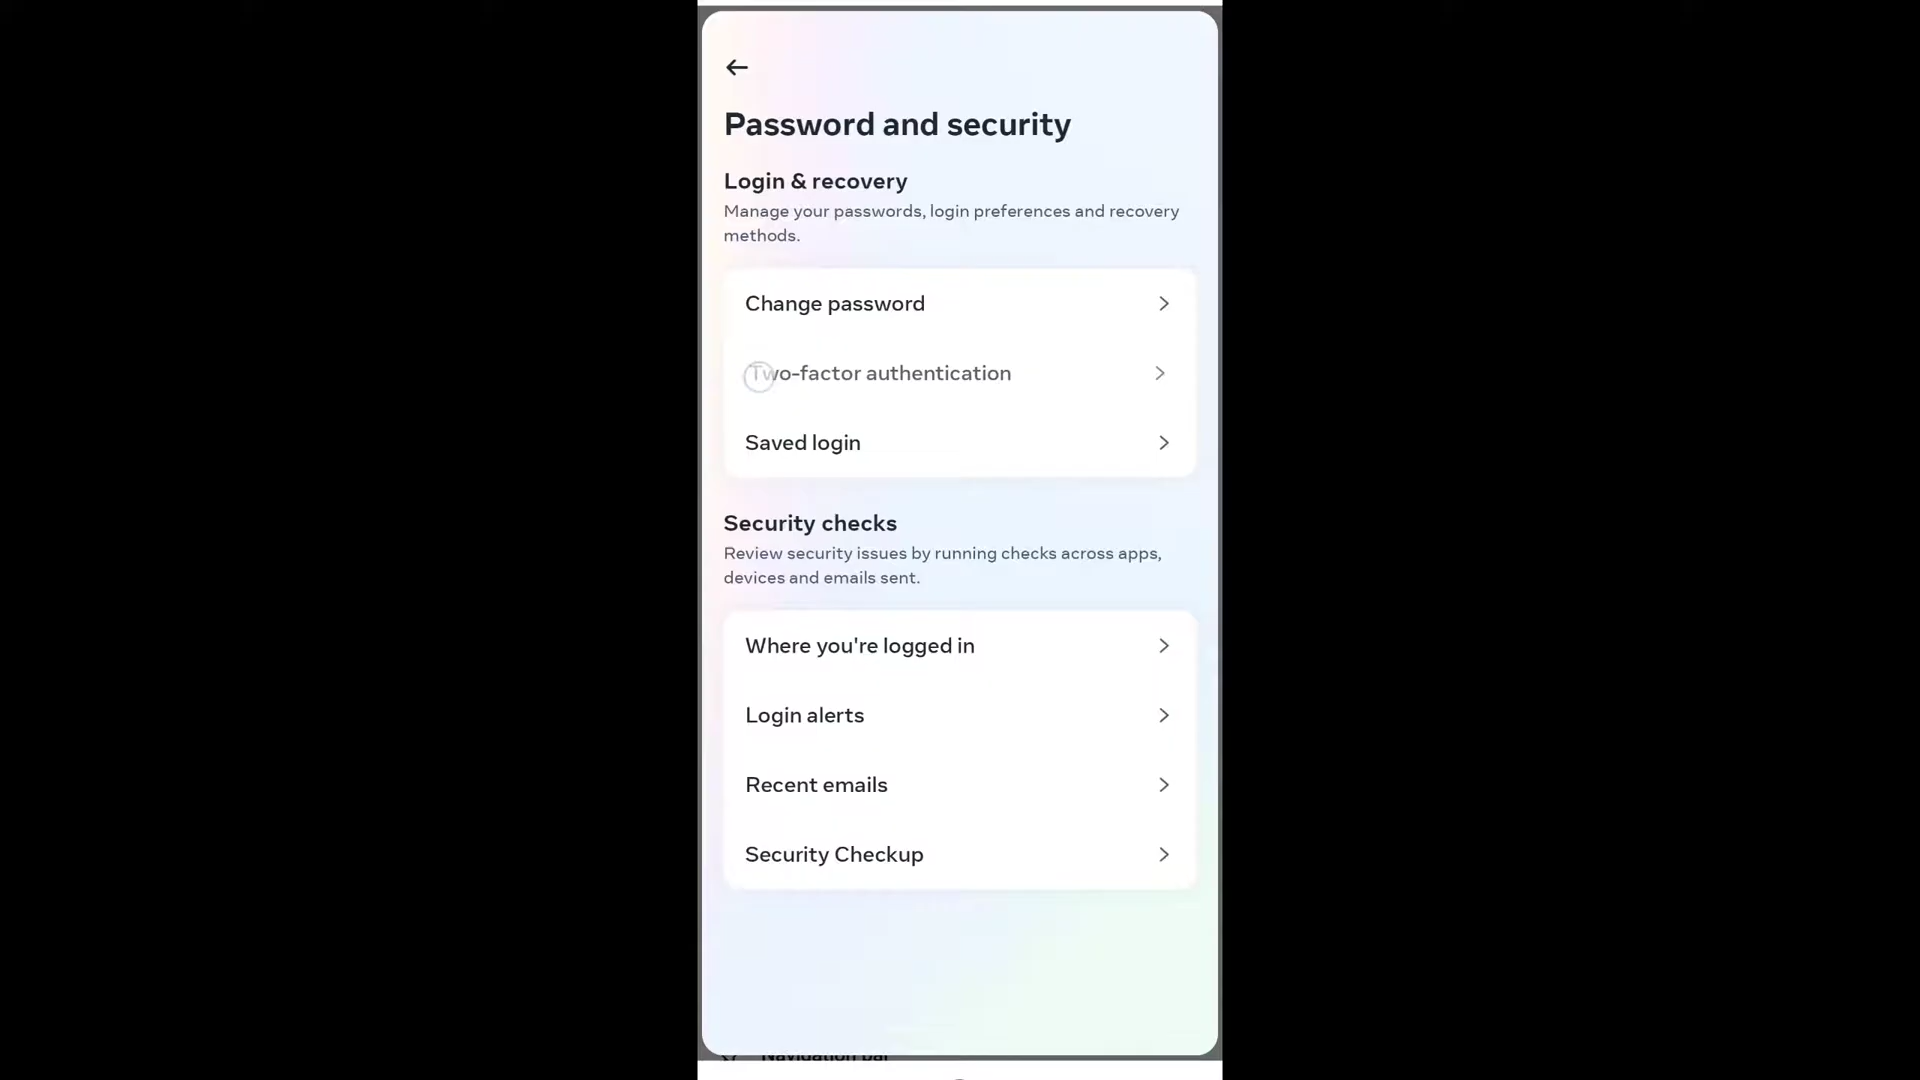 Password and security
Login & recovery
Manage your passwords, login preferences and recovery
methods.
Change password
Two-factor authentication
Saved login
Security checks
Review security issues by running checks across apps,
devices and emails sent.
Where you're logged in
Login alerts
Recent emails
Security Checkup
Navigation bar